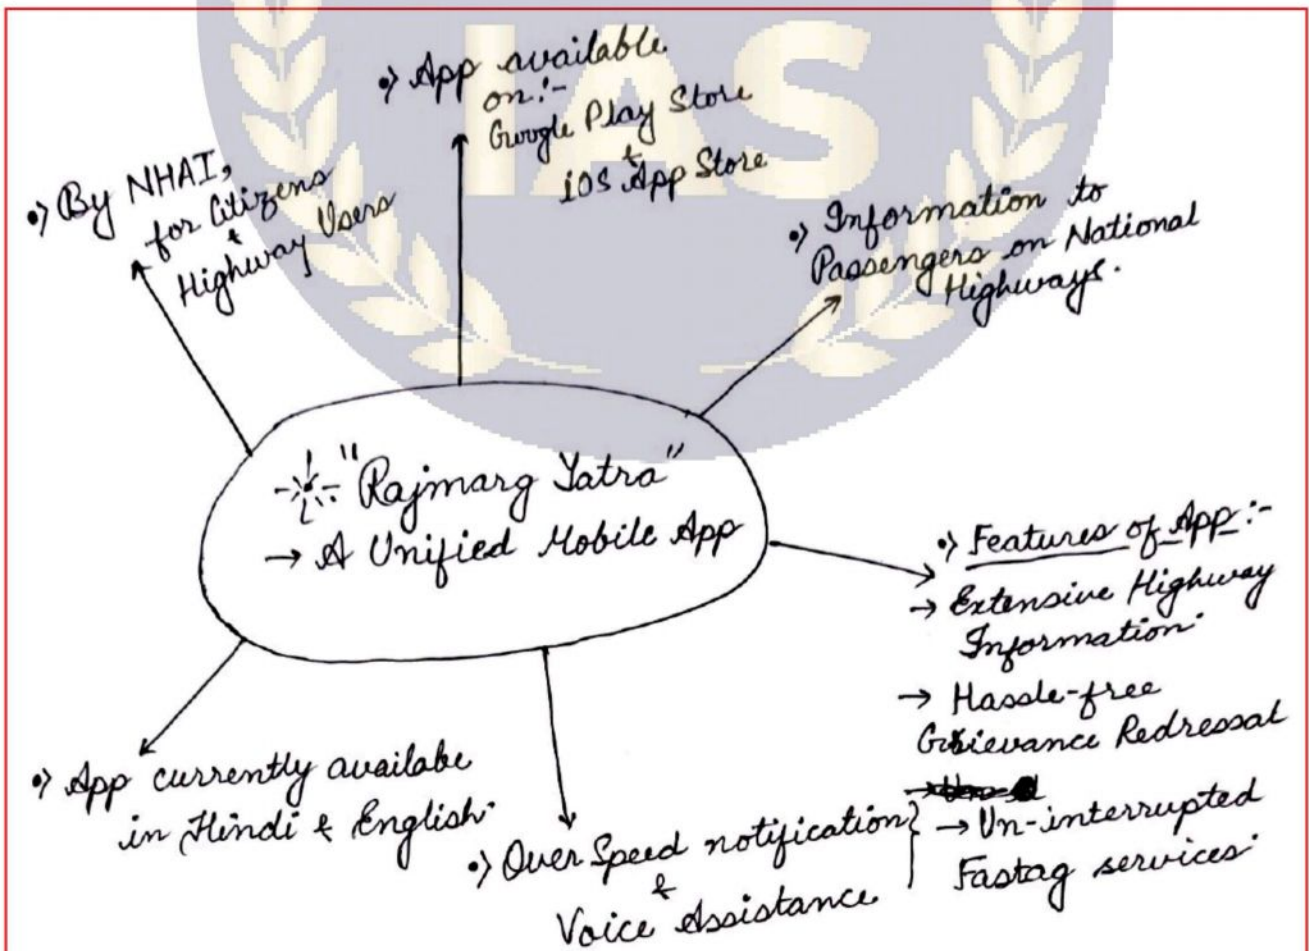 IAS
•) App available
on:-
Google Play Store
+
iOS App Store
•) By NHAI,
for Citizens
+
Highway Users
•) Information to
Passengers on National
Highways.
"Rajmarg Yatra"
→ A Unified Mobile App
•) Features of App:-
→ Extensive Highway
Information.
→ Hassle-free
Grievance Redressal
→ Un-interrupted
Fastag services.
•) App currently availabe
in Hindi & English.
•) Over Speed notification
&
Voice Assistance